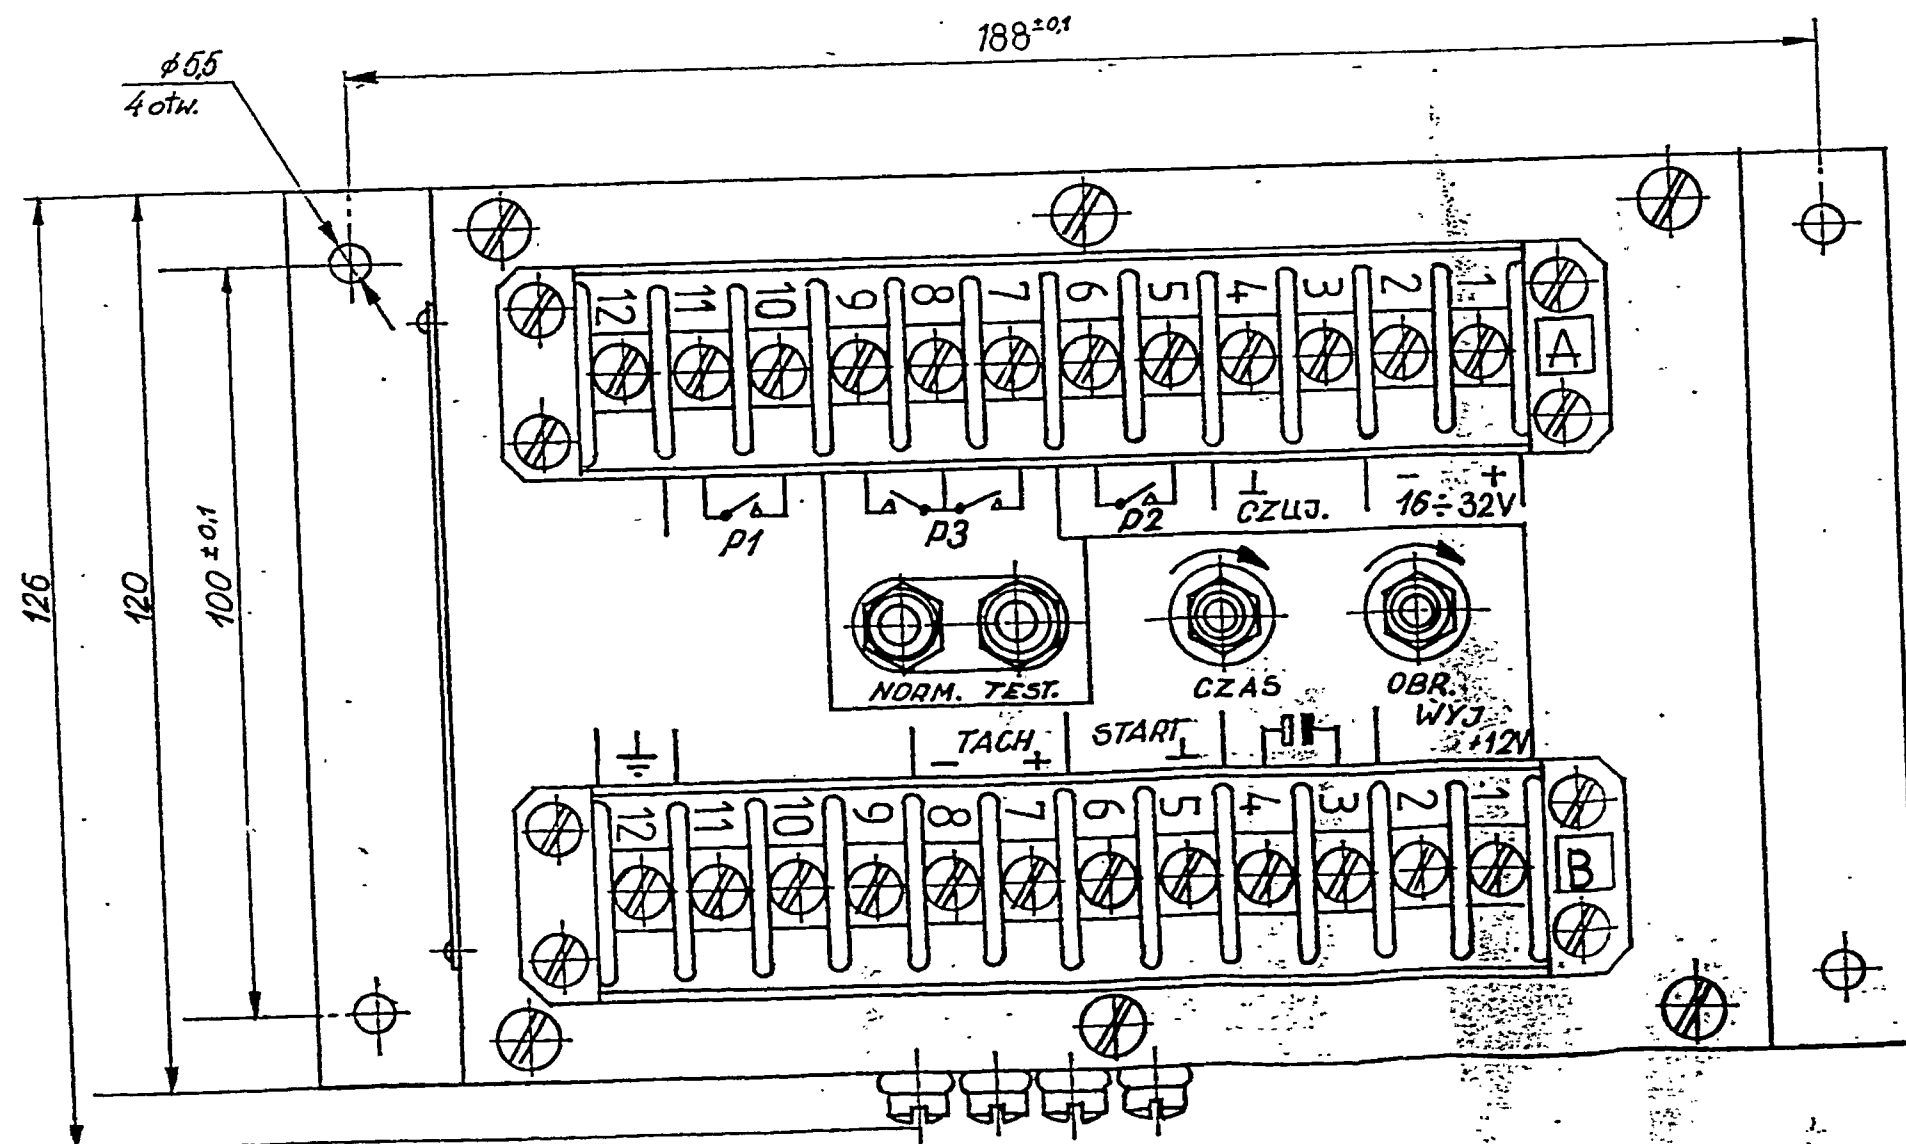 188±0,1
ø5,5
4 otw.
126
120
100±0,1
12 11 10 9 8 7 6 5 4 3 2 1
A
P1
P3
P2
⊥
CZUJ.
- +
16÷32V
NORM. TEST.
CZAS
OBR.
WYJ
+12V
TACH
- +
START
⊥
12 11 10 9 8 7 6 5 4 3 2 1
B